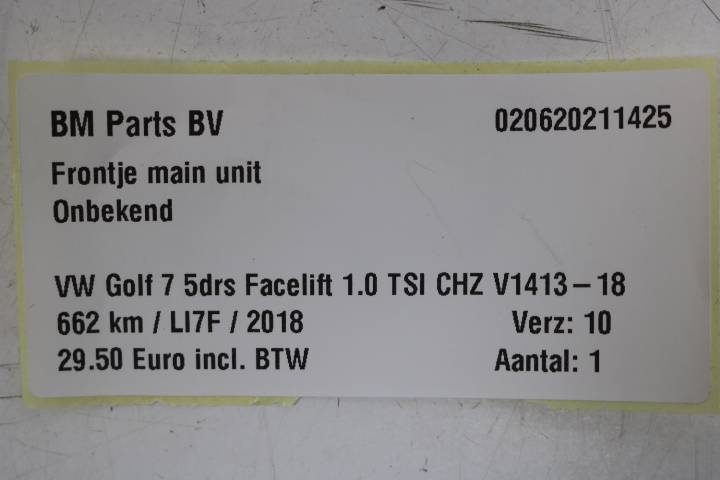 BM Parts BV 020620211425
Frontje main unit
Onbekend
VW Golf 7 5drs Facelift 1.0 TSI CHZ V1413-18
662 km / LI7F / 2018 Verz: 10
29.50 Euro incl. BTW Aantal: 1